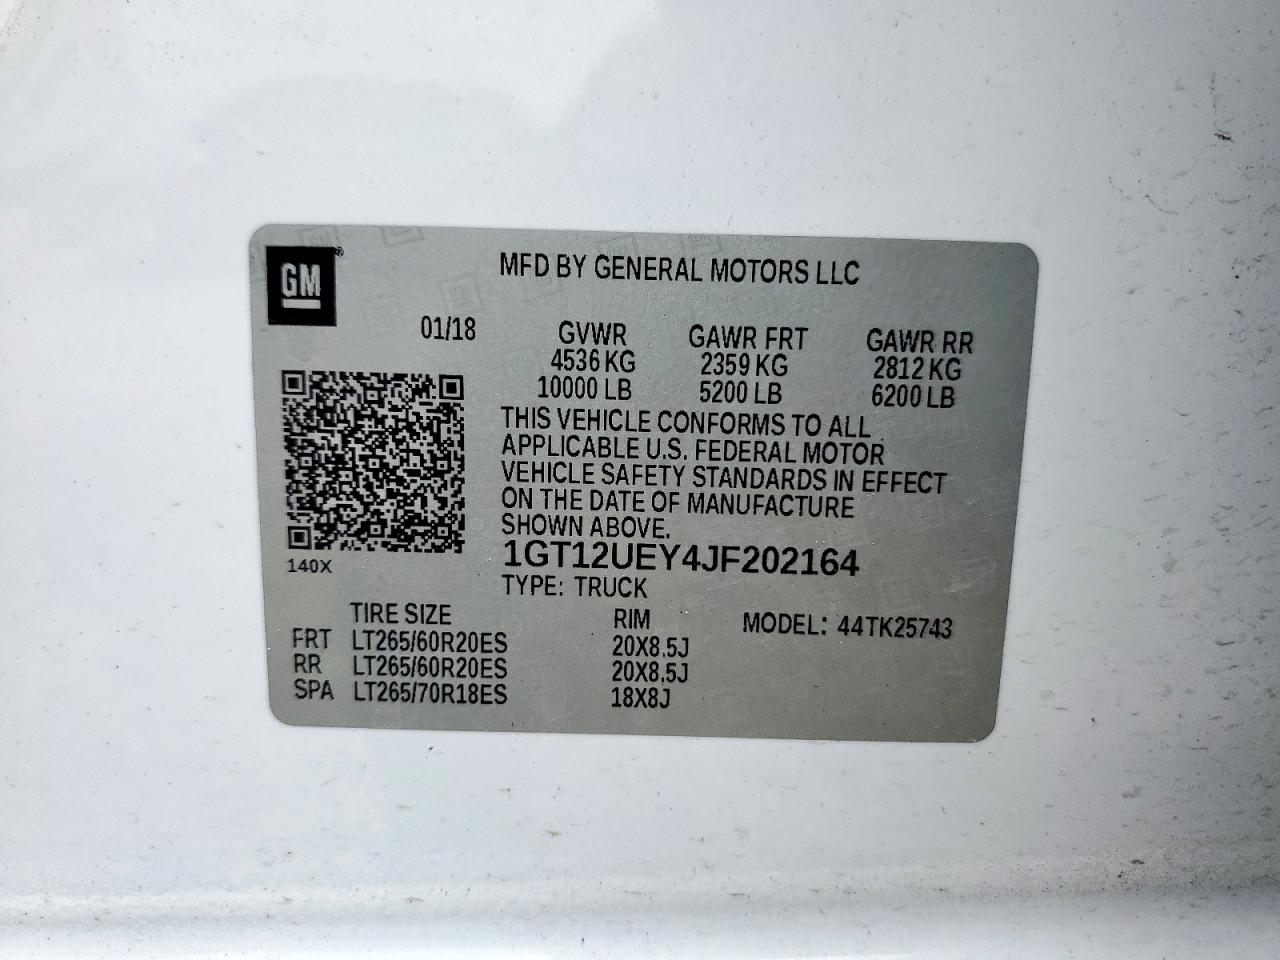 GM®
MFD BY GENERAL MOTORS LLC
01/18 GVWR GAWR FRT GAWR RR
4536 KG 2359 KG 2812 KG
10000 LB 5200 LB 6200 LB
THIS VEHICLE CONFORMS TO ALL
APPLICABLE U.S. FEDERAL MOTOR
VEHICLE SAFETY STANDARDS IN EFFECT
ON THE DATE OF MANUFACTURE
SHOWN ABOVE.
140X
1GT12UEY4JF202164
TYPE: TRUCK
TIRE SIZE RIM MODEL: 44TK25743
FRT LT265/60R20ES 20X8.5J
RR LT265/60R20ES 20X8.5J
SPA LT265/70R18ES 18X8J